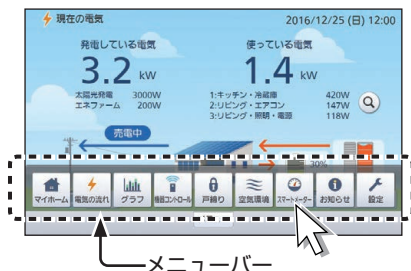 現在の電気
2016/12/25 (日) 12:00
発電している電気
使っている電気
3.2 kW
1.4 kW
太陽光発電 3000W
エネファーム 200W
1:キッチン・冷蔵庫 420W
2:リビング・エアコン 147W
3:リビング・照明・電源 118W
売電中
30%
マイホーム
電気の流れ
グラフ
機器コントロール
戸締り
空気環境
スマートメーター
お知らせ
設定
メニューバー